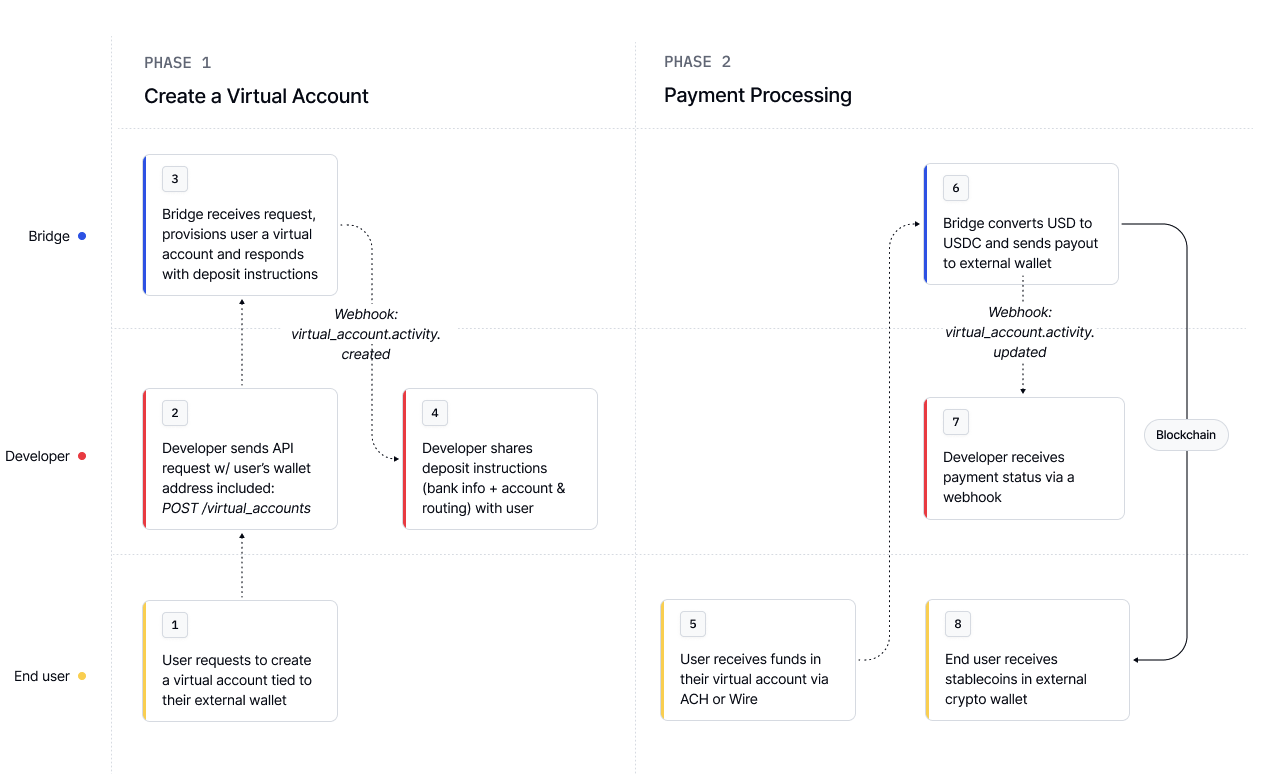 PHASE 1
Create a Virtual Account
PHASE 2
Payment Processing
Bridge
3
Bridge receives request,
provisions user a virtual
account and responds
with deposit instructions
6
Bridge converts USD to
USDC and sends payout
to external wallet
Webhook:
virtual_account.activity.
created
Webhook:
virtual_account.activity.
updated
Developer
2
Developer sends API
request w/ user's wallet
address included:
POST /virtual_accounts
4
Developer shares
deposit instructions
(bank info + account &
routing) with user
7
Developer receives
payment status via a
webhook
Blockchain
End user
1
User requests to create
a virtual account tied to
their external wallet
5
User receives funds in
their virtual account via
ACH or Wire
8
End user receives
stablecoins in external
crypto wallet